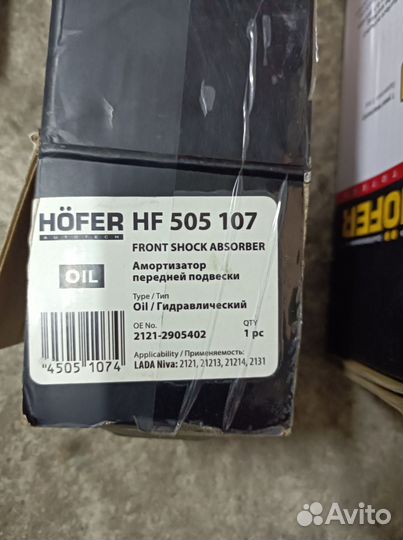 HÖFER HF 505 107
AUTOTECH
FRONT SHOCK ABSORBER
OIL
Амортизатор
передней подвески
Type / Тип
Oil / Гидравлический
OE No. QTY
2121-2905402 1 pc
Applicability / Применяемость:
LADA Niva: 2121, 21213, 21214, 2131
4505 1074
HÖFER
Avito